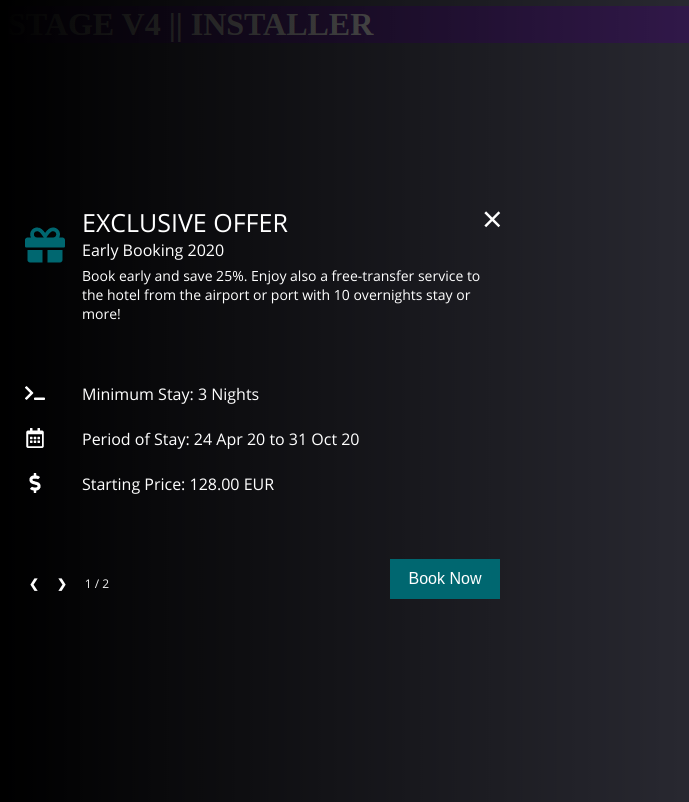 STAGE V4 || INSTALLER
EXCLUSIVE OFFER
Early Booking 2020
Book early and save 25%. Enjoy also a free-transfer service to
the hotel from the airport or port with 10 overnights stay or
more!
Minimum Stay: 3 Nights
Period of Stay: 24 Apr 20 to 31 Oct 20
Starting Price: 128.00 EUR
❮ ❯ 1 / 2
Book Now